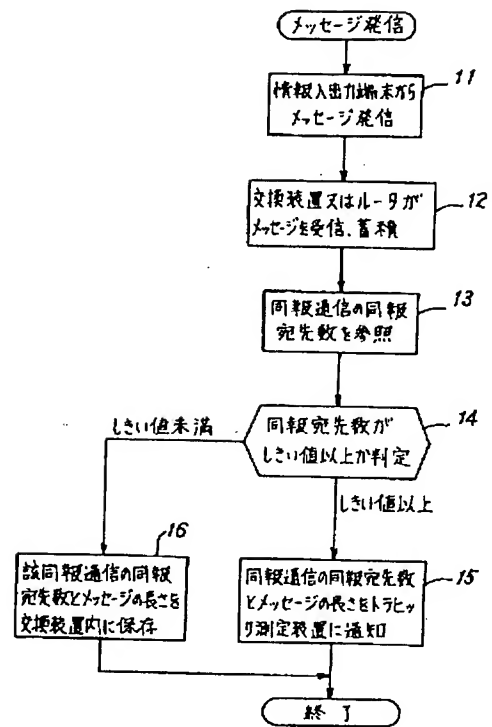 メッセージ発信
情報入出力端末から
メッセージ発信
11
交換装置又はルータが
メッセージを受信、蓄積
12
同報通信の同報
宛先数を参照
13
同報宛先数が
しきい値以上か判定
14
しきい値未満
しきい値以上
16
該同報通信の同報
宛先数とメッセージの長さを
交換装置内に保存
同報通信の同報宛先数
とメッセージの長さをトラヒッ
ク測定装置に通知
15
終了